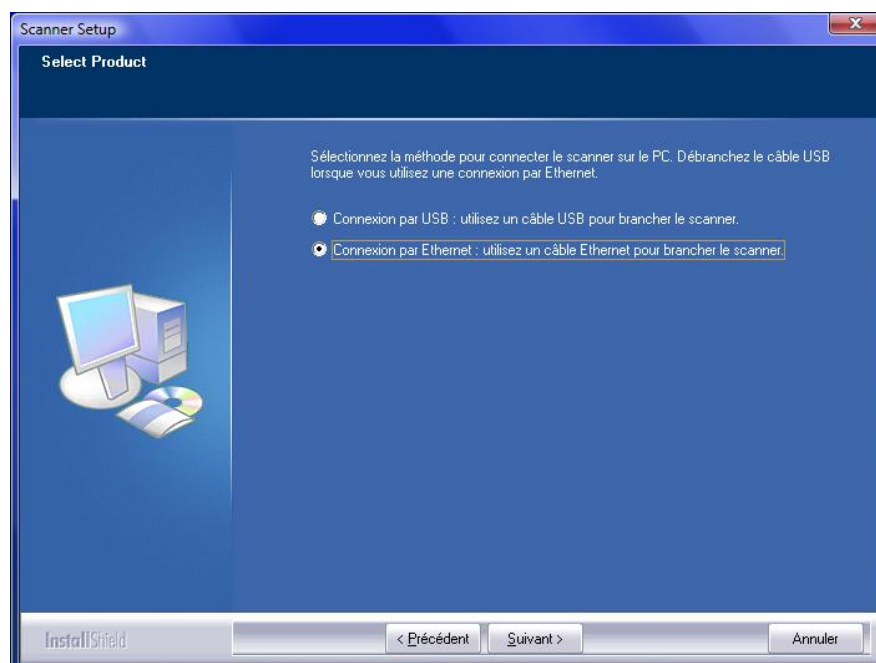 Scanner Setup
Select Product
Sélectionnez la méthode pour connecter le scanner sur le PC. Débranchez le câble USB
lorsque vous utilisez une connexion par Ethernet.
Connexion par USB : utilisez un câble USB pour brancher le scanner.
Connexion par Ethernet : utilisez un câble Ethernet pour brancher le scanner.
InstallShield
< Précédent
Suivant >
Annuler